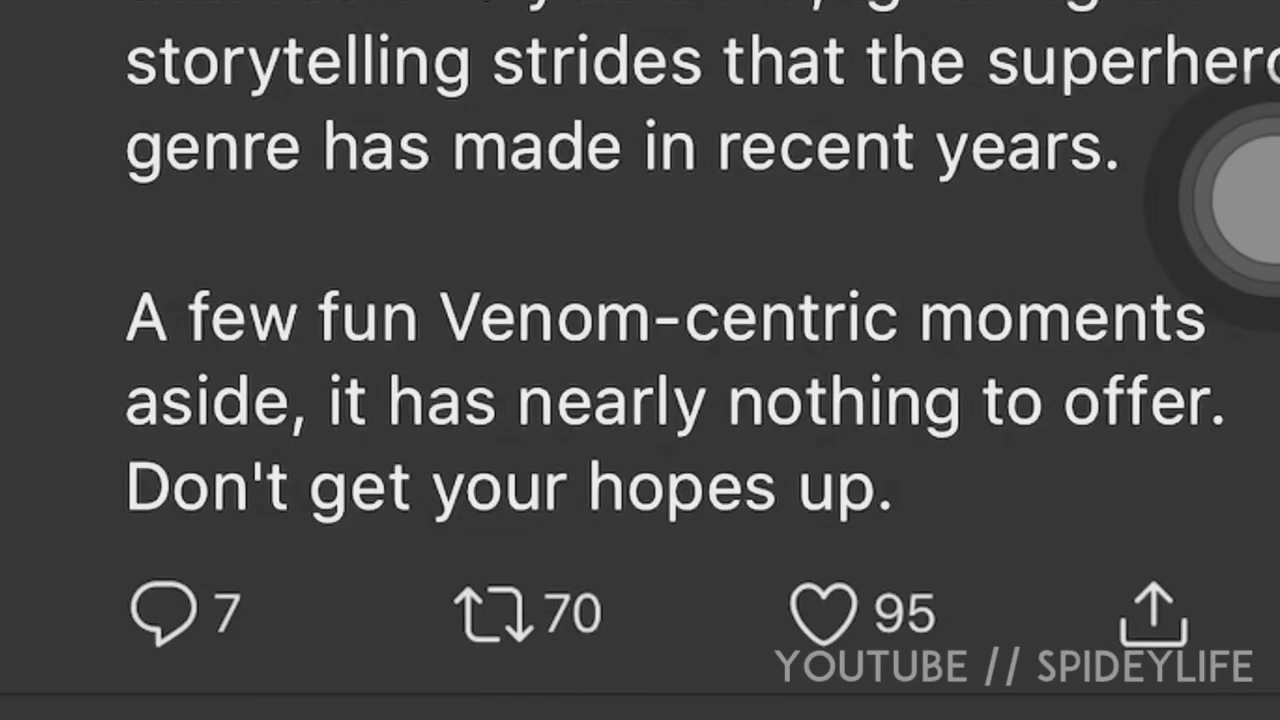 storytelling strides that the superhero
genre has made in recent years.
A few fun Venom-centric moments
aside, it has nearly nothing to offer.
Don't get your hopes up.
7 70 95
YOUTUBE // SPIDEYLIFE